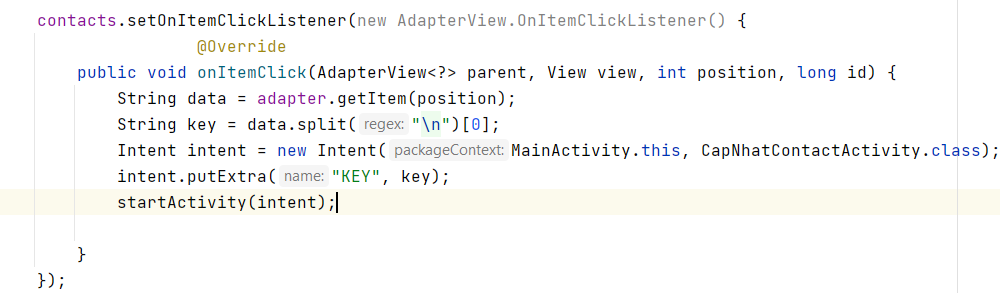 contacts.setOnItemClickListener(new AdapterView.OnItemClickListener() {
@Override
public void onItemClick(AdapterView<?> parent, View view, int position, long id) {
String data = adapter.getItem(position);
String key = data.split( regex: "\n")[0];
Intent intent = new Intent( packageContext: MainActivity.this, CapNhatContactActivity.class);
intent.putExtra( name: "KEY", key);
startActivity(intent);
}
});